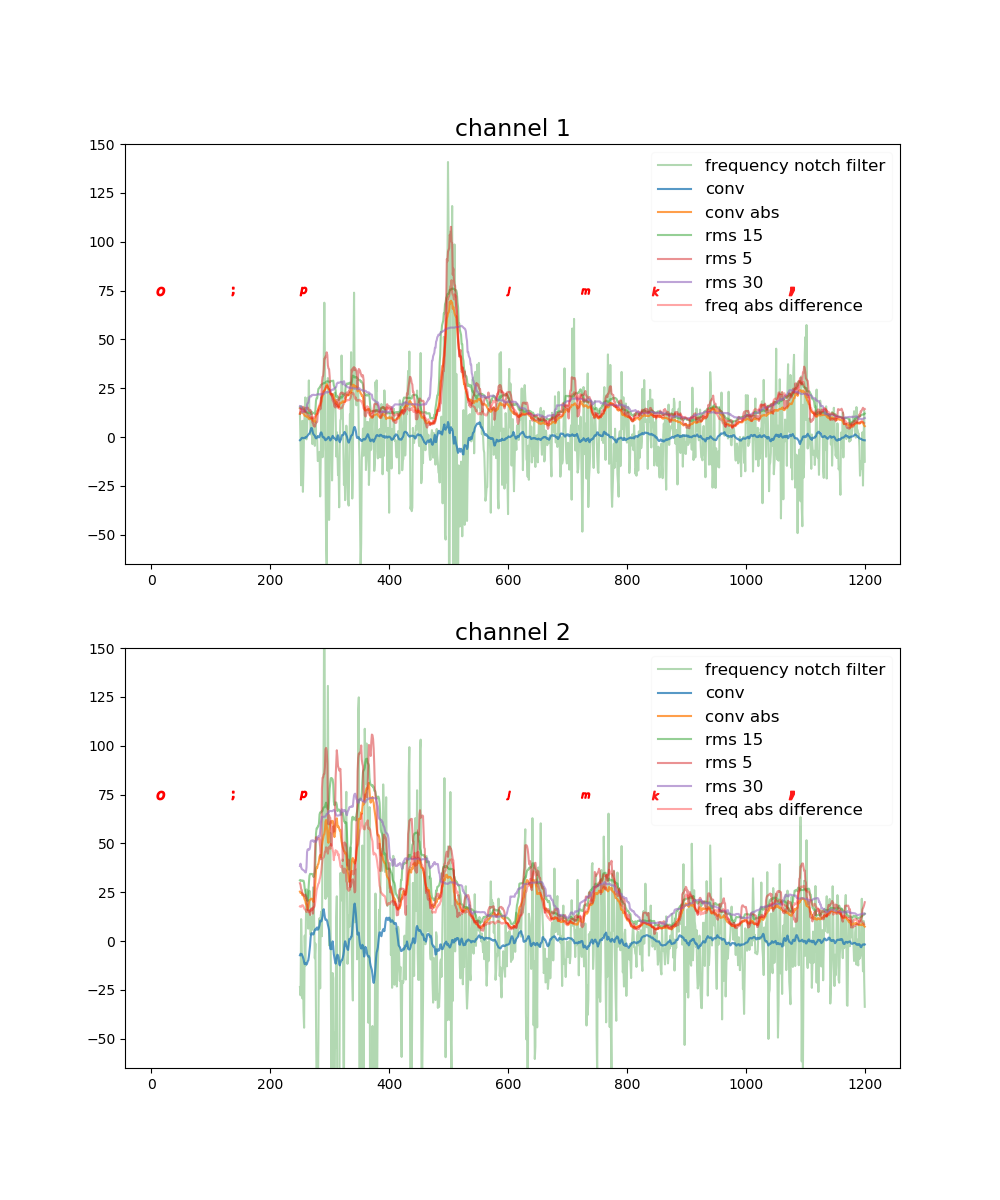 channel 1
150
125
100
75
50
25
0
−25
−50
frequency notch filter
conv
conv abs
rms 15
rms 5
rms 30
freq abs difference
o ; p j m k
0 200 400 600 800 1000 1200
channel 2
150
125
100
75
50
25
0
−25
−50
frequency notch filter
conv
conv abs
rms 15
rms 5
rms 30
freq abs difference
o ; p j m k
0 200 400 600 800 1000 1200